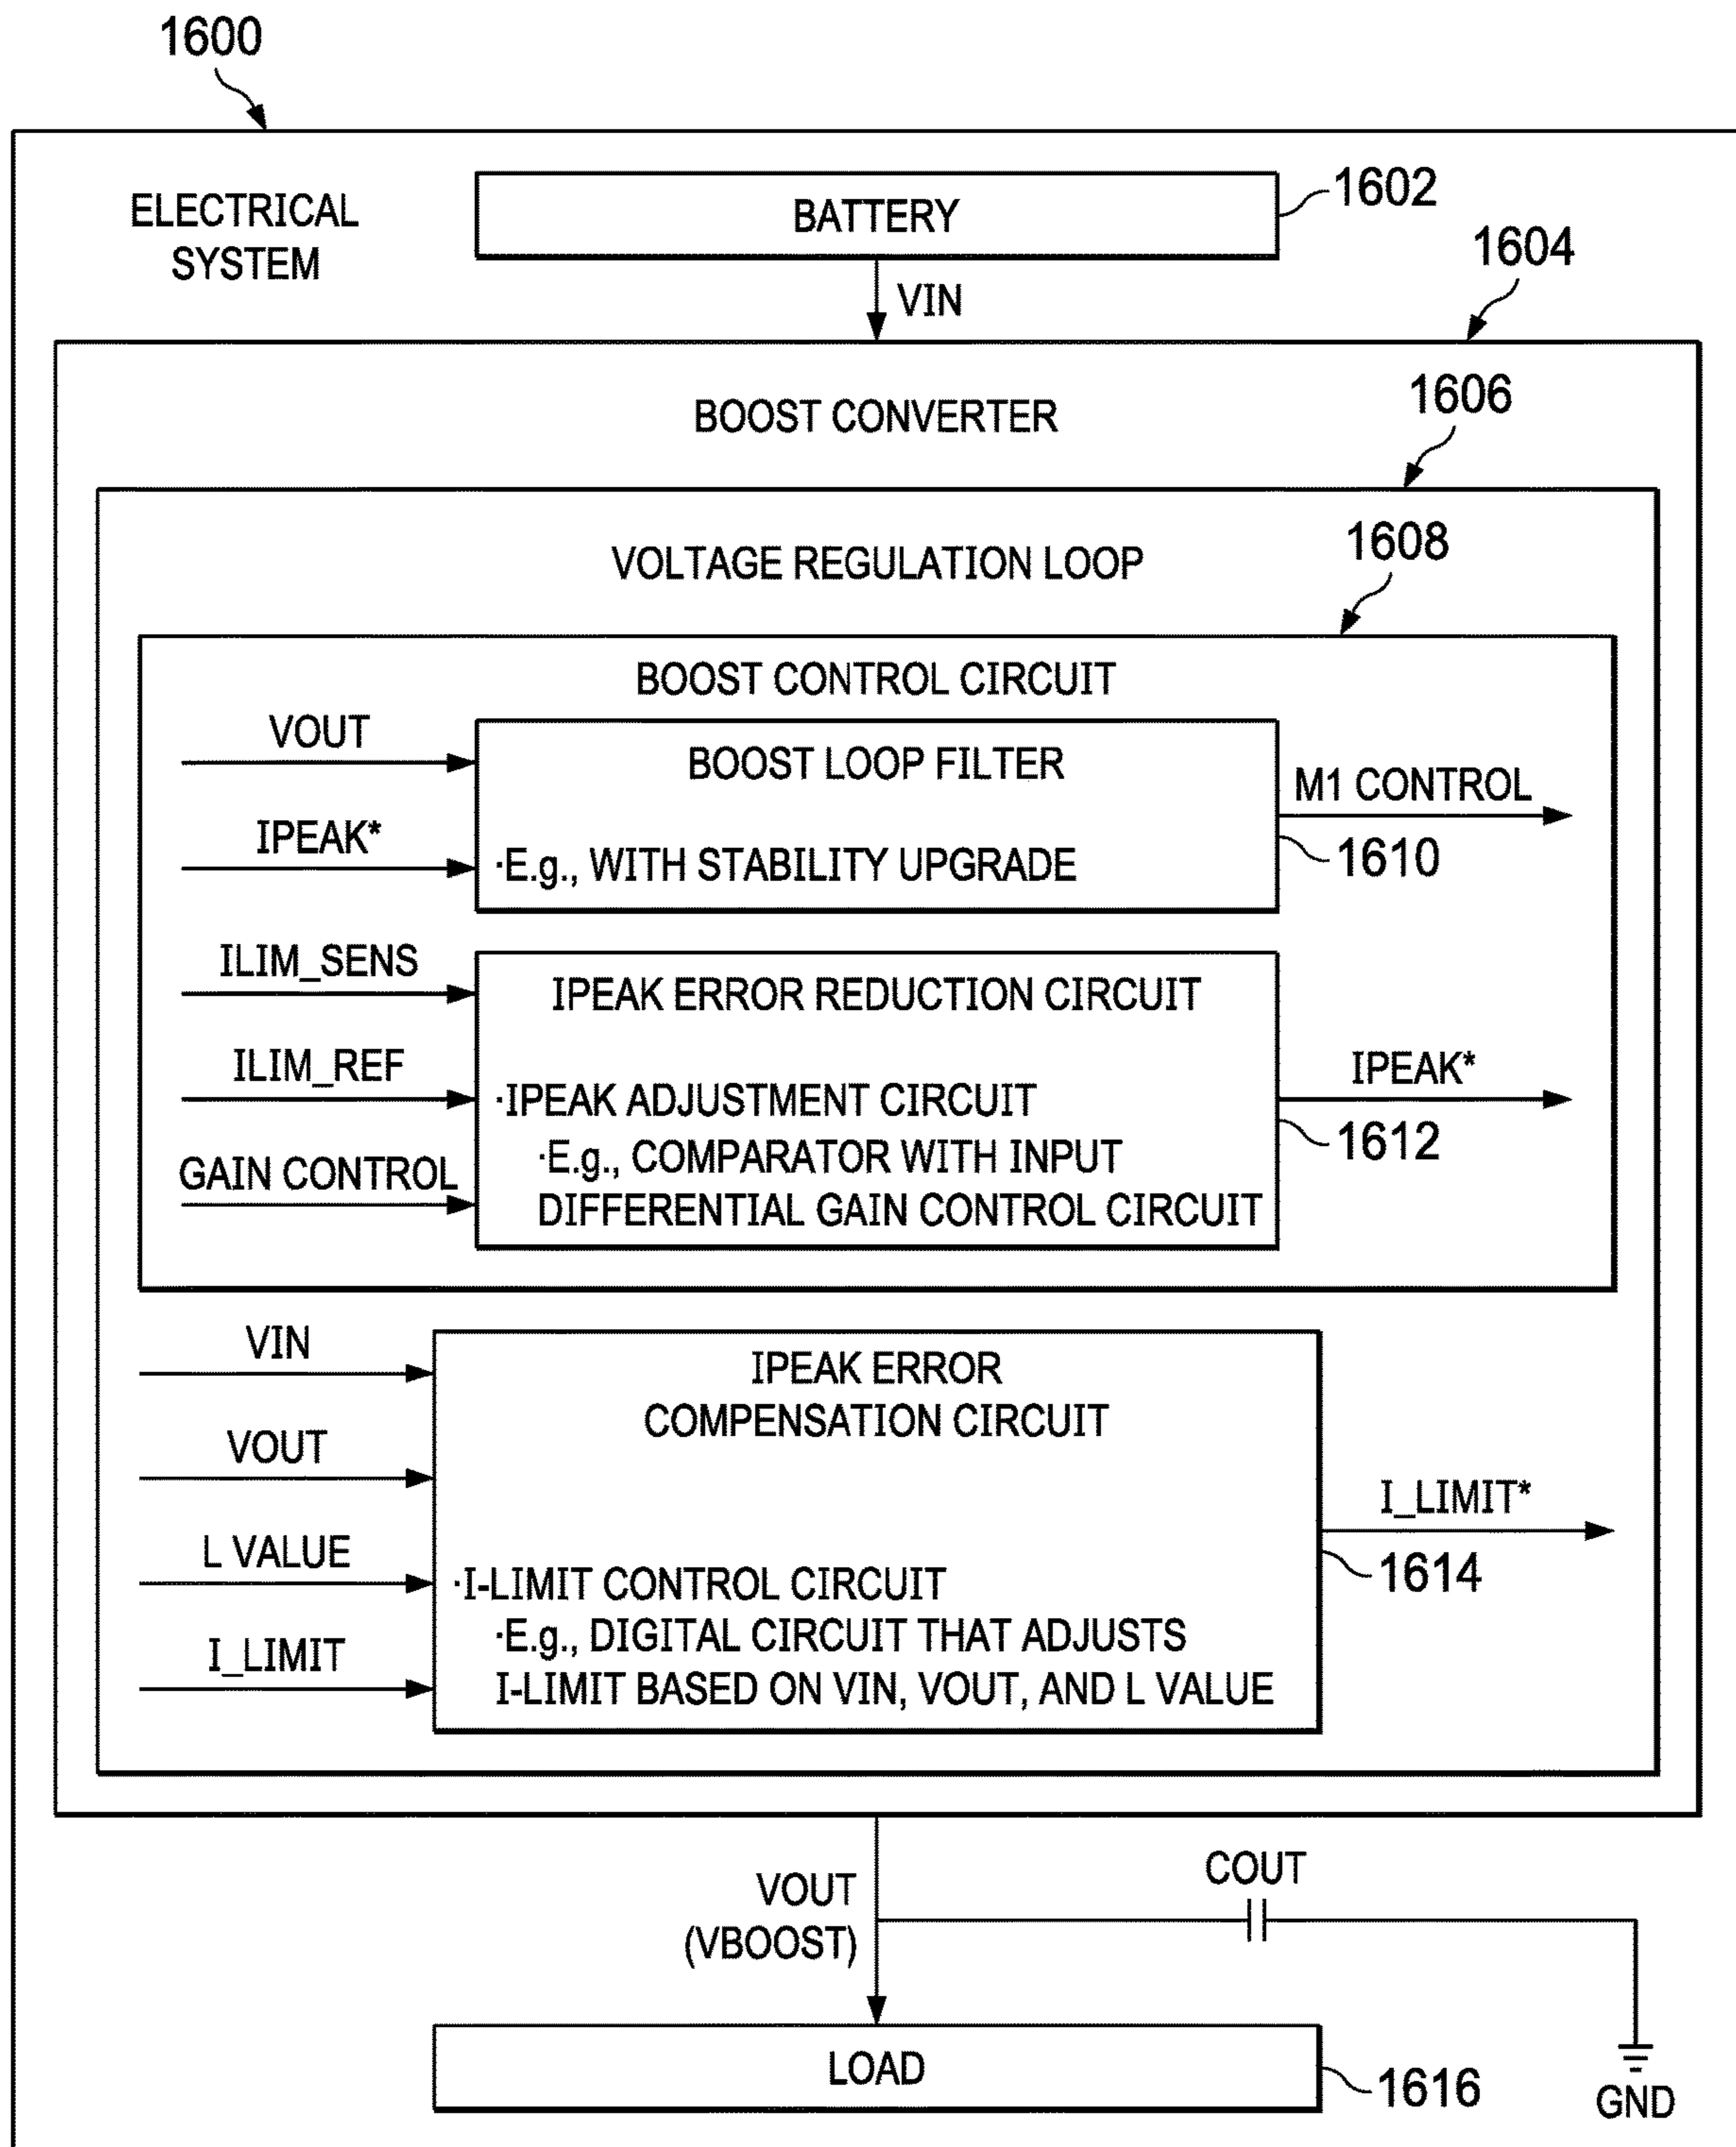 1600
ELECTRICAL
SYSTEM
BATTERY
1602
VIN
1604
BOOST CONVERTER
1606
VOLTAGE REGULATION LOOP
1608
BOOST CONTROL CIRCUIT
VOUT
IPEAK*
BOOST LOOP FILTER
·E.g., WITH STABILITY UPGRADE
M1 CONTROL
1610
ILIM_SENS
ILIM_REF
GAIN CONTROL
IPEAK ERROR REDUCTION CIRCUIT
·IPEAK ADJUSTMENT CIRCUIT
·E.g., COMPARATOR WITH INPUT
DIFFERENTIAL GAIN CONTROL CIRCUIT
IPEAK*
1612
VIN
VOUT
L VALUE
I_LIMIT
IPEAK ERROR
COMPENSATION CIRCUIT
·I-LIMIT CONTROL CIRCUIT
·E.g., DIGITAL CIRCUIT THAT ADJUSTS
I-LIMIT BASED ON VIN, VOUT, AND L VALUE
I_LIMIT*
1614
VOUT
(VBOOST)
COUT
GND
LOAD
1616